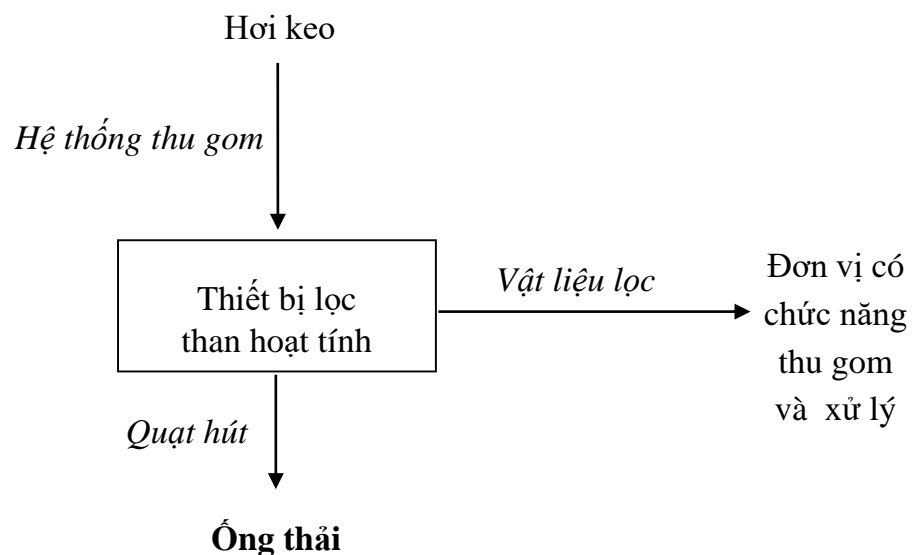 Hơi keo
Hệ thống thu gom
Thiết bị lọc
than hoạt tính
Vật liệu lọc
Đơn vị có
chức năng
thu gom
và xử lý
Quạt hút
Ống thải